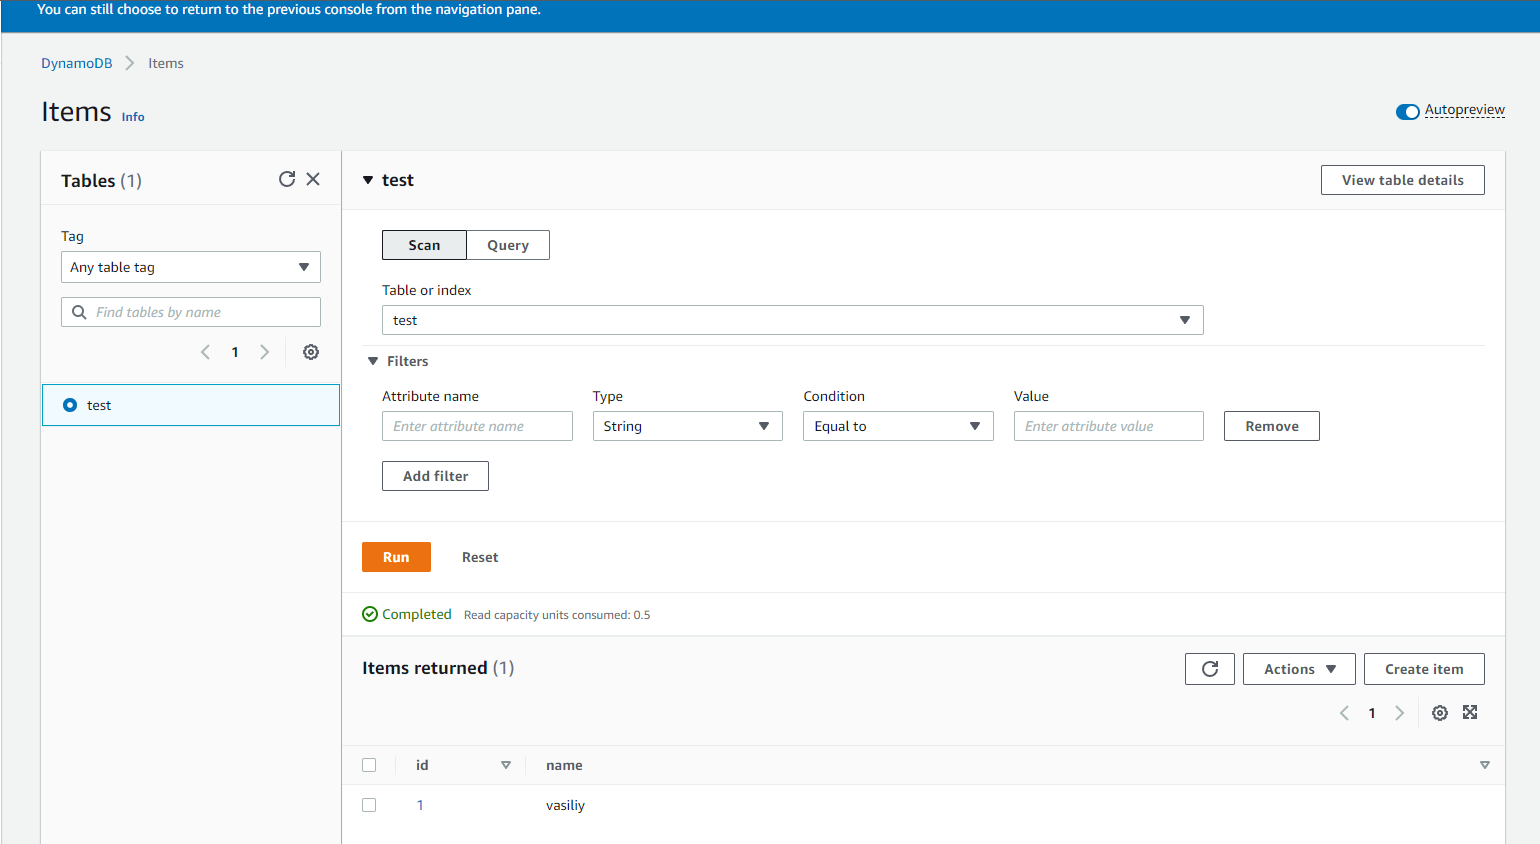 You can still choose to return to the previous console from the navigation pane.
DynamoDB Items
Items Info
Autopreview
Tables (1)
Tag
Any table tag
Find tables by name
1
test
test
View table details
Scan Query
Table or index
test
Filters
Attribute name Type Condition Value
Enter attribute name String Equal to Enter attribute value Remove
Add filter
Run Reset
Completed Read capacity units consumed: 0.5
Items returned (1)
Actions Create item
1
id name
1 vasiliy